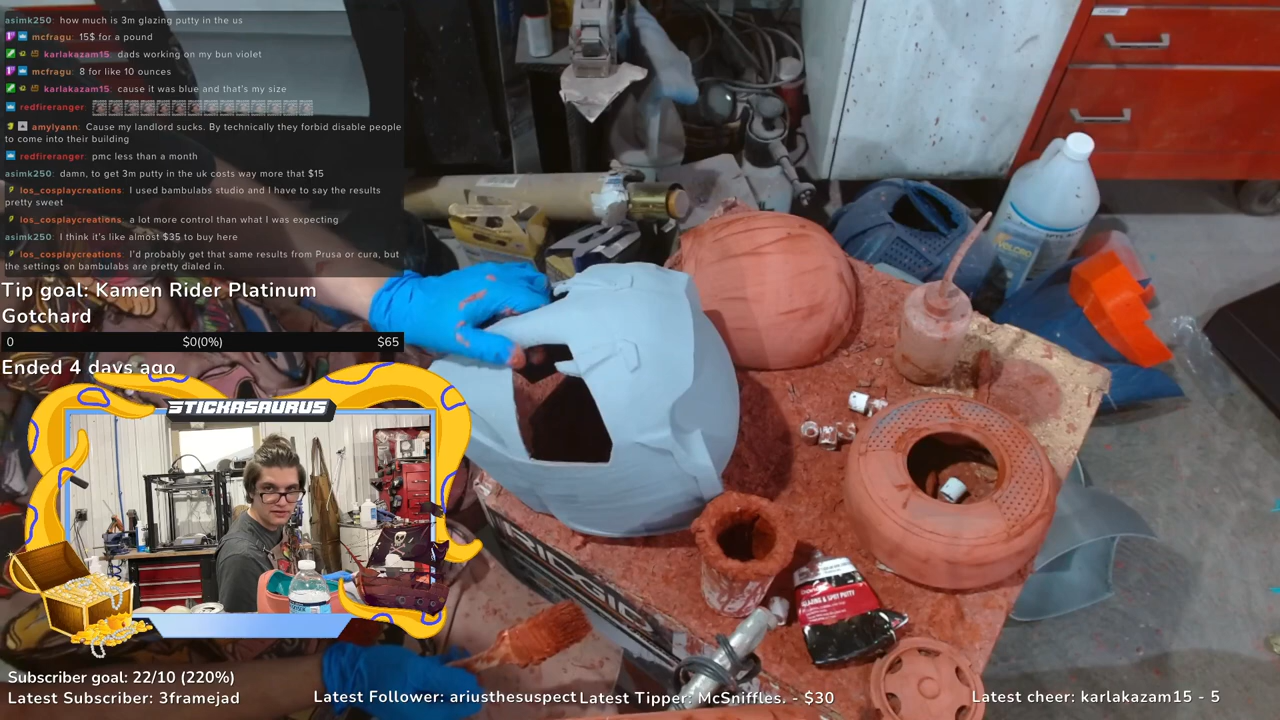 asimk250: how much is 3m glazing putty in the us
mcfragu: 15$ for a pound
karlakazam15: dads working on my bun violet
mcfragu: 8 for like 10 ounces
karlakazam15: cause it was blue and that's my size
redfireranger:
amylyann: Cause my landlord sucks. By technically they forbid disable people
to come into their building
redfireranger: pmc less than a month
asimk250: damn, to get 3m putty in the uk costs way more that $15
los_cosplaycreations: I used bambulabs studio and I have to say the results
pretty sweet
los_cosplaycreations: a lot more control than what I was expecting
asimk250: I think it's like almost $35 to buy here
los_cosplaycreations: I'd probably get that same results from Prusa or cura, but
the settings on bambulabs are pretty dialed in.
Tip goal: Kamen Rider Platinum
Gotchard
0 $0(0%) $65
Ended 4 days ago
STICKASAURUS
GLAZING & SPOT PUTTY
Subscriber goal: 22/10 (220%)
Latest Subscriber: 3framejad
Latest Follower: ariusthesuspect
Latest Tipper: McSniffles. - $30
Latest cheer: karlakazam15 - 5